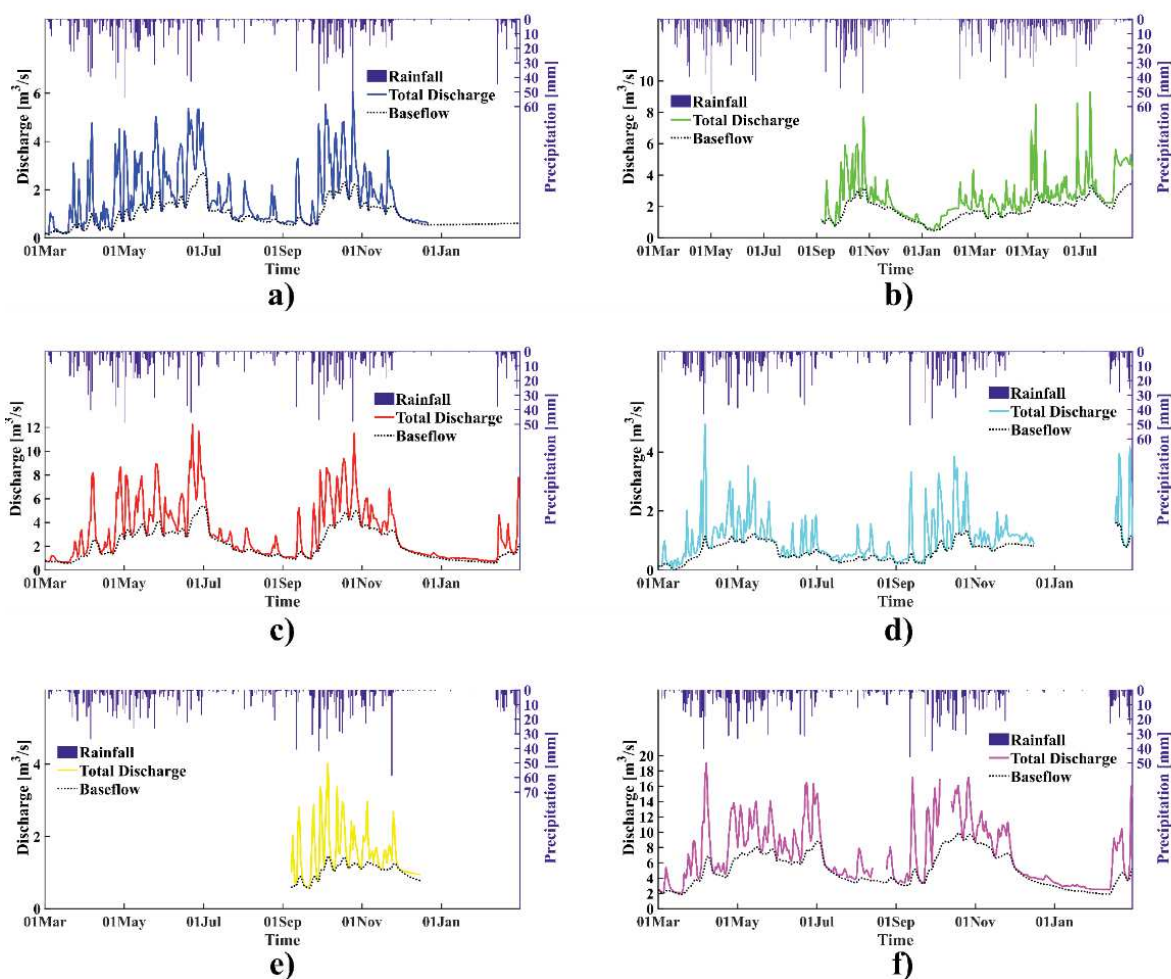 0
10
20
30
40
50
60
Precipitation [mm]
Rainfall
Total Discharge
Baseflow
Discharge [m³/s]
6
4
2
0
01Mar 01May 01Jul 01Sep 01Nov 01Jan
Time
a)
0
10
20
30
40
50
60
Precipitation [mm]
Rainfall
Total Discharge
Baseflow
Discharge [m³/s]
10
8
6
4
2
0
01Mar 01May 01Jul 01Sep 01Nov 01Jan 01Mar 01May 01Jul
Time
b)
0
10
20
30
40
50
60
Precipitation [mm]
Rainfall
Total Discharge
Baseflow
Discharge [m³/s]
12
10
8
6
4
2
0
01Mar 01May 01Jul 01Sep 01Nov 01Jan
Time
c)
0
10
20
30
40
50
60
Precipitation [mm]
Rainfall
Total Discharge
Baseflow
Discharge [m³/s]
4
2
0
01Mar 01May 01Jul 01Sep 01Nov 01Jan
Time
d)
0
10
20
30
40
50
60
70
Precipitation [mm]
Rainfall
Total Discharge
Baseflow
Discharge [m³/s]
4
2
0
01Mar 01May 01Jul 01Sep 01Nov 01Jan
Time
e)
0
10
20
30
40
50
60
Precipitation [mm]
Rainfall
Total Discharge
Baseflow
Discharge [m³/s]
20
18
16
14
12
10
8
6
4
2
0
01Mar 01May 01Jul 01Sep 01Nov 01Jan
Time
f)